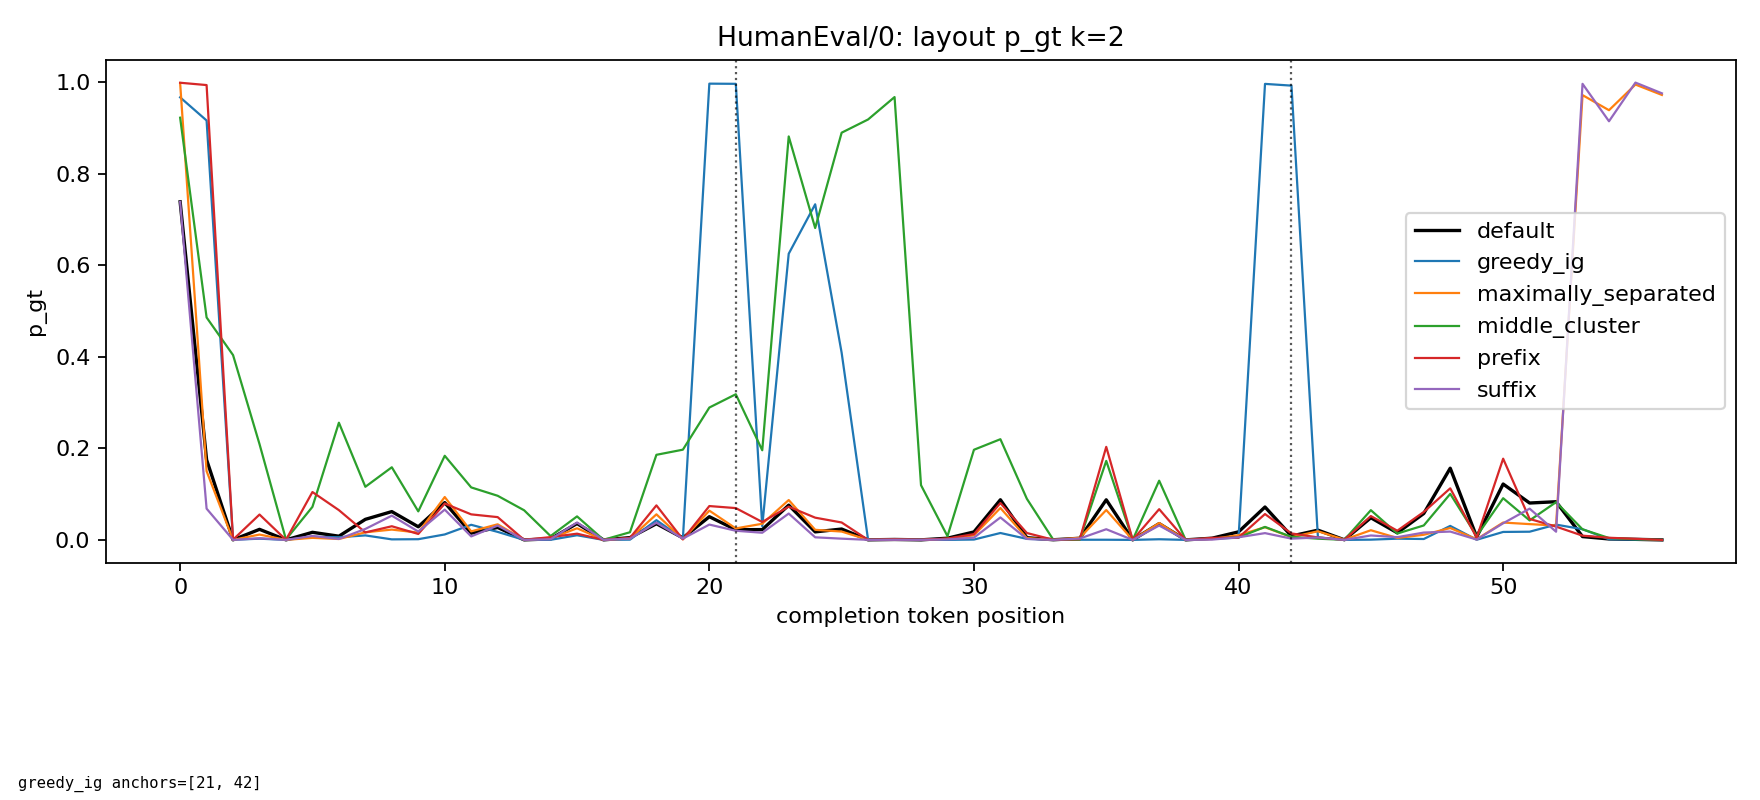 HumanEval/0: layout p_gt k=2
p_gt
1.0
0.8
0.6
0.4
0.2
0.0
default
greedy_ig
maximally_separated
middle_cluster
prefix
suffix
0 10 20 30 40 50
completion token position
greedy_ig anchors=[21, 42]